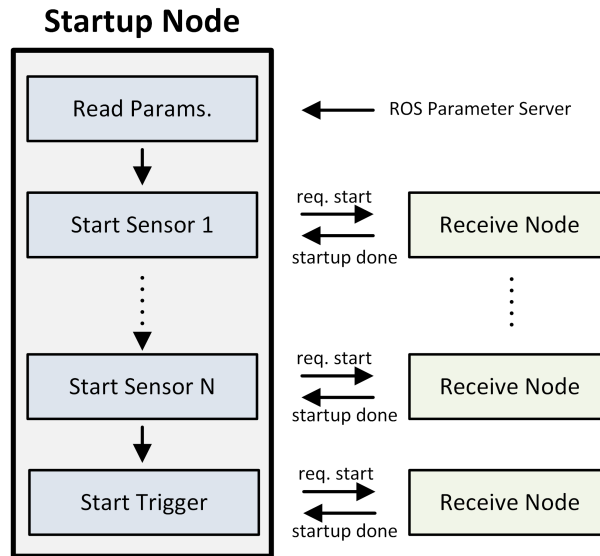 Startup Node
Read Params.
ROS Parameter Server
Start Sensor 1
req. start
startup done
Receive Node
Start Sensor N
req. start
startup done
Receive Node
Start Trigger
req. start
startup done
Receive Node